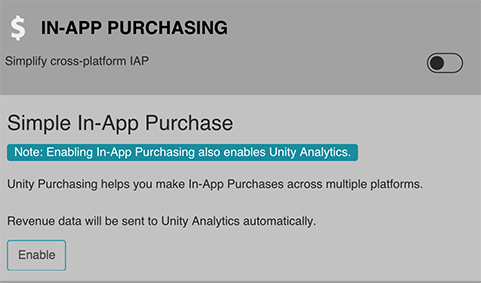 $ IN-APP PURCHASING
Simplify cross-platform IAP
Simple In-App Purchase
Note: Enabling In-App Purchasing also enables Unity Analytics.
Unity Purchasing helps you make In-App Purchases across multiple platforms.
Revenue data will be sent to Unity Analytics automatically.
Enable